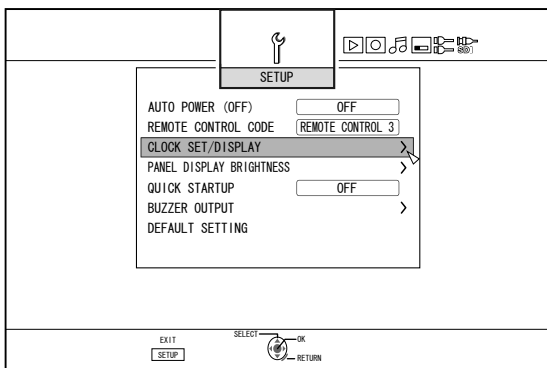 SETUP
AUTO POWER (OFF) OFF
REMOTE CONTROL CODE REMOTE CONTROL 3
CLOCK SET/DISPLAY
PANEL DISPLAY BRIGHTNESS
QUICK STARTUP OFF
BUZZER OUTPUT
DEFAULT SETTING
EXIT
SETUP
SELECT
OK
RETURN